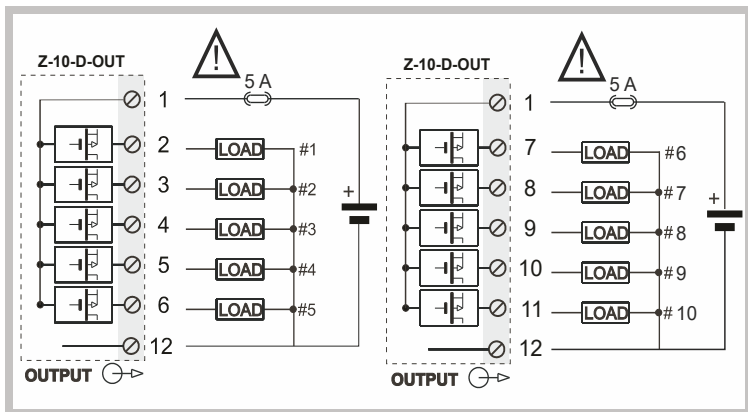 Z-10-D-OUT
!
5 A
1
2 LOAD #1
3 LOAD #2
+
4 LOAD #3
5 LOAD #4
6 LOAD #5
12
OUTPUT
Z-10-D-OUT
!
5 A
1
7 LOAD #6
8 LOAD #7
+
9 LOAD #8
10 LOAD #9
11 LOAD # 10
12
OUTPUT